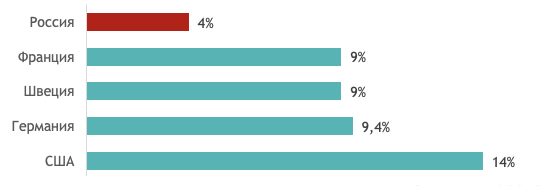 Россия 4%
Франция 9%
Швеция 9%
Германия 9,4%
США 14%